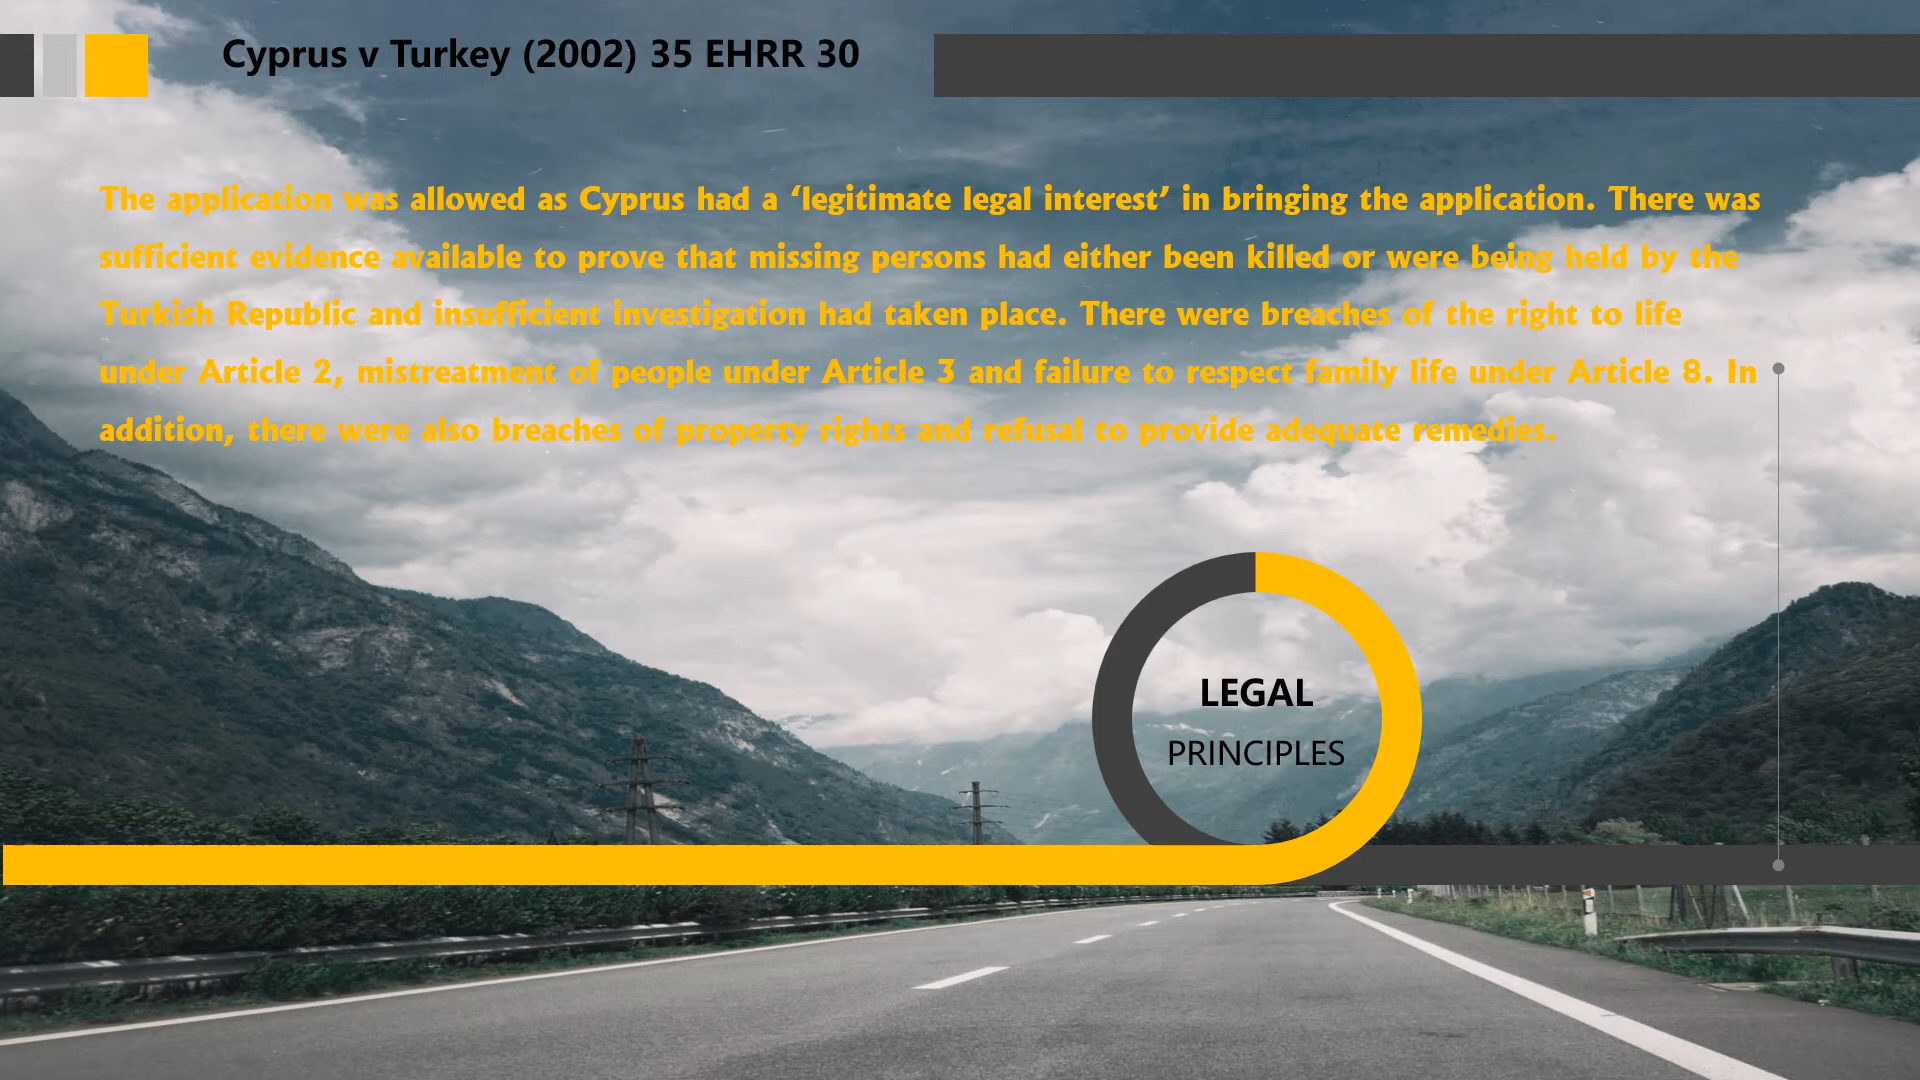 Cyprus v Turkey (2002) 35 EHRR 30
The application was allowed as Cyprus had a ‘legitimate legal interest’ in bringing the application. There was
sufficient evidence available to prove that missing persons had either been killed or were being held by the
Turkish Republic and insufficient investigation had taken place. There were breaches of the right to life
under Article 2, mistreatment of people under Article 3 and failure to respect family life under Article 8. In
addition, there were also breaches of property rights and refusal to provide adequate remedies.
LEGAL
PRINCIPLES